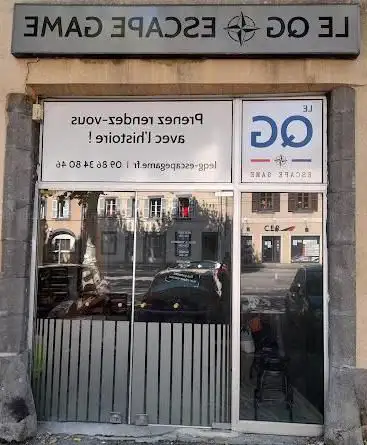 LE QG ESCAPE GAME
Prenez rendez-vous
avec l'histoire !
leqg-escapegame.fr | 09 86 34 80 46
LE
QG
ESCAPE GAME